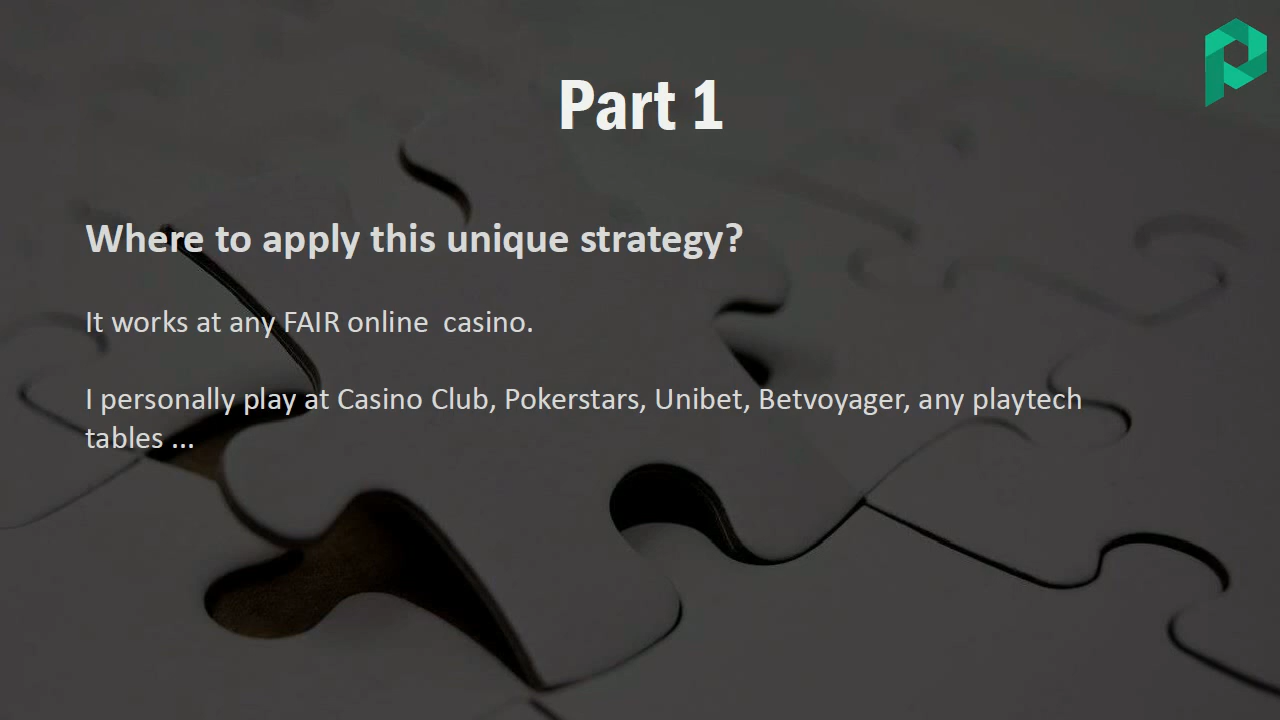 Part 1
Where to apply this unique strategy?
It works at any FAIR online  casino.
I personally play at Casino Club, Pokerstars, Unibet, Betvoyager, any playtech
tables ...